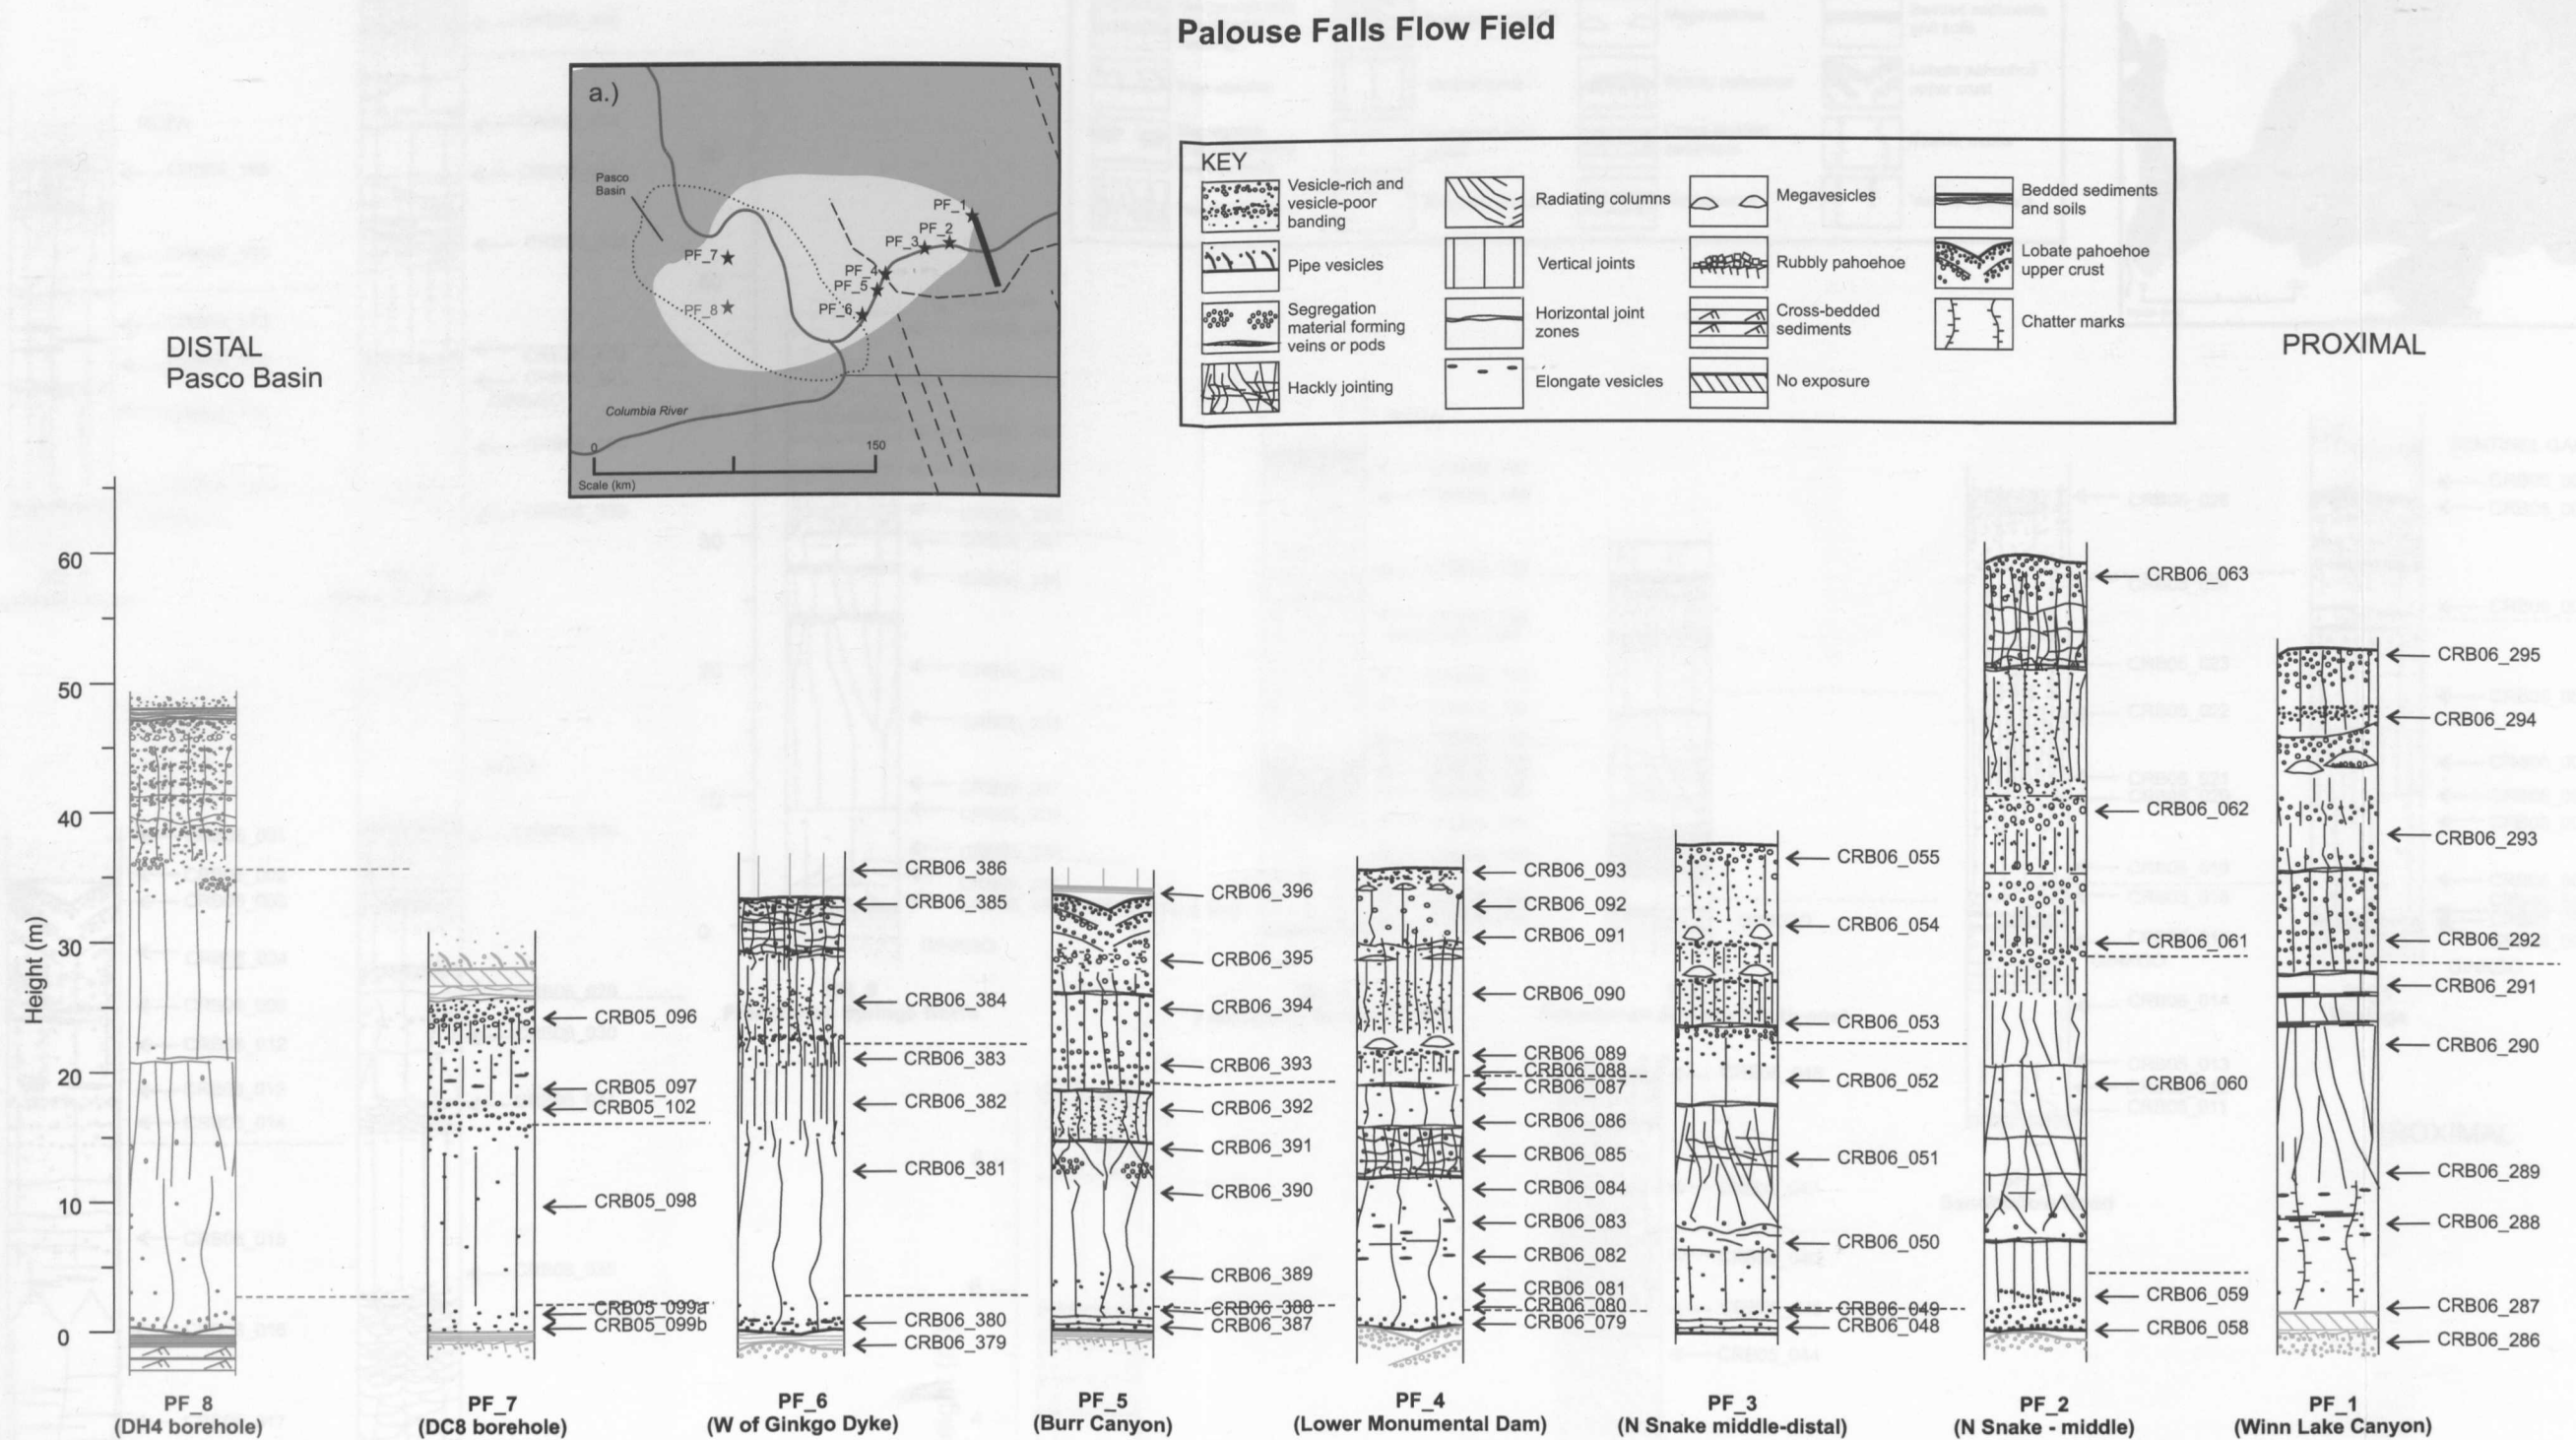 Palouse Falls Flow Field
a.)
Pasco
Basin
PF_1
PF_2
PF_3
PF_4
PF_5
PF_6
PF_7
PF_8
Columbia River
0
150
Scale (km)
KEY
Vesicle-rich and
vesicle-poor
banding
Pipe vesicles
Segregation
material forming
veins or pods
Hackly jointing
Radiating columns
Vertical joints
Horizontal joint
zones
Elongate vesicles
Megavesicles
Rubbly pahoehoe
Cross-bedded
sediments
No exposure
Bedded sediments
and soils
Lobate pahoehoe
upper crust
Chatter marks
DISTAL
Pasco Basin
PROXIMAL
Height (m)
60
50
40
30
20
10
0
CRB05_096
CRB05_097
CRB05_102
CRB05_098
CRB05_099a
CRB05_099b
CRB06_386
CRB06_385
CRB06_384
CRB06_383
CRB06_382
CRB06_381
CRB06_380
CRB06_379
CRB06_396
CRB06_395
CRB06_394
CRB06_393
CRB06_392
CRB06_391
CRB06_390
CRB06_389
CRB06_388
CRB06_387
CRB06_093
CRB06_092
CRB06_091
CRB06_090
CRB06_089
CRB06_088
CRB06_087
CRB06_086
CRB06_085
CRB06_084
CRB06_083
CRB06_082
CRB06_081
CRB06_080
CRB06_079
CRB06_055
CRB06_054
CRB06_053
CRB06_052
CRB06_051
CRB06_050
CRB06_049
CRB06_048
CRB06_063
CRB06_062
CRB06_061
CRB06_060
CRB06_059
CRB06_058
CRB06_295
CRB06_294
CRB06_293
CRB06_292
CRB06_291
CRB06_290
CRB06_289
CRB06_288
CRB06_287
CRB06_286
PF_8
(DH4 borehole)
PF_7
(DC8 borehole)
PF_6
(W of Ginkgo Dyke)
PF_5
(Burr Canyon)
PF_4
(Lower Monumental Dam)
PF_3
(N Snake middle-distal)
PF_2
(N Snake - middle)
PF_1
(Winn Lake Canyon)